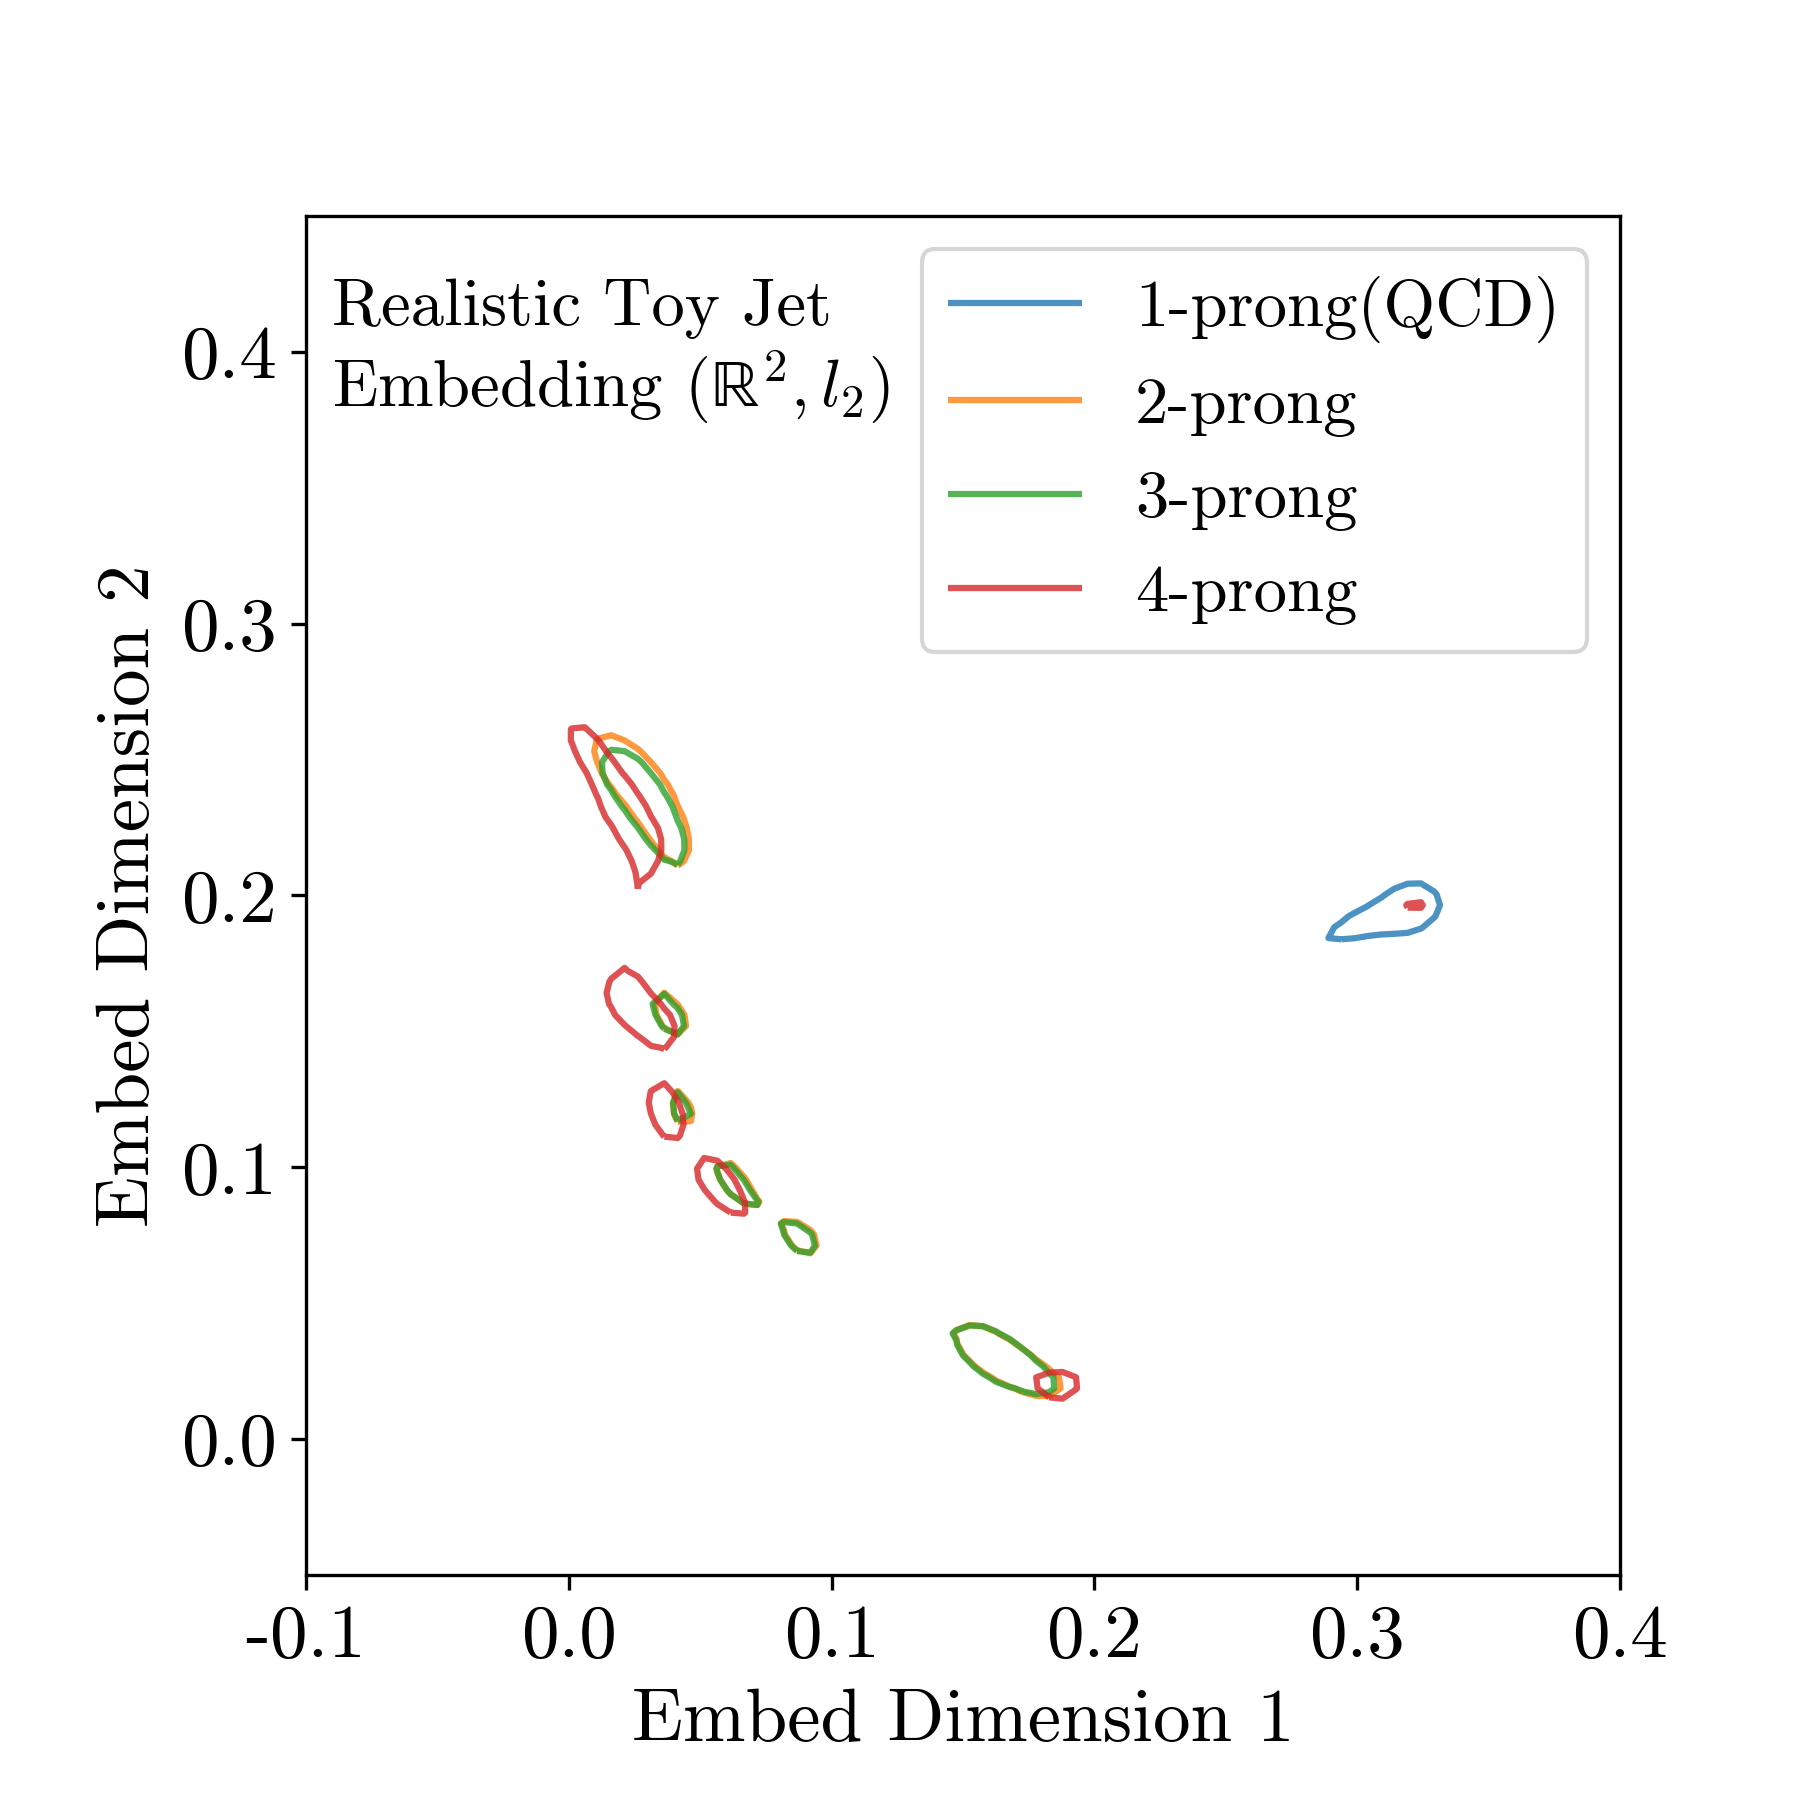 Realistic Toy Jet
Embedding (ℝ², l₂)
1-prong(QCD)
2-prong
3-prong
4-prong
Embed Dimension 2
0.4
0.3
0.2
0.1
0.0
-0.1 0.0 0.1 0.2 0.3 0.4
Embed Dimension 1